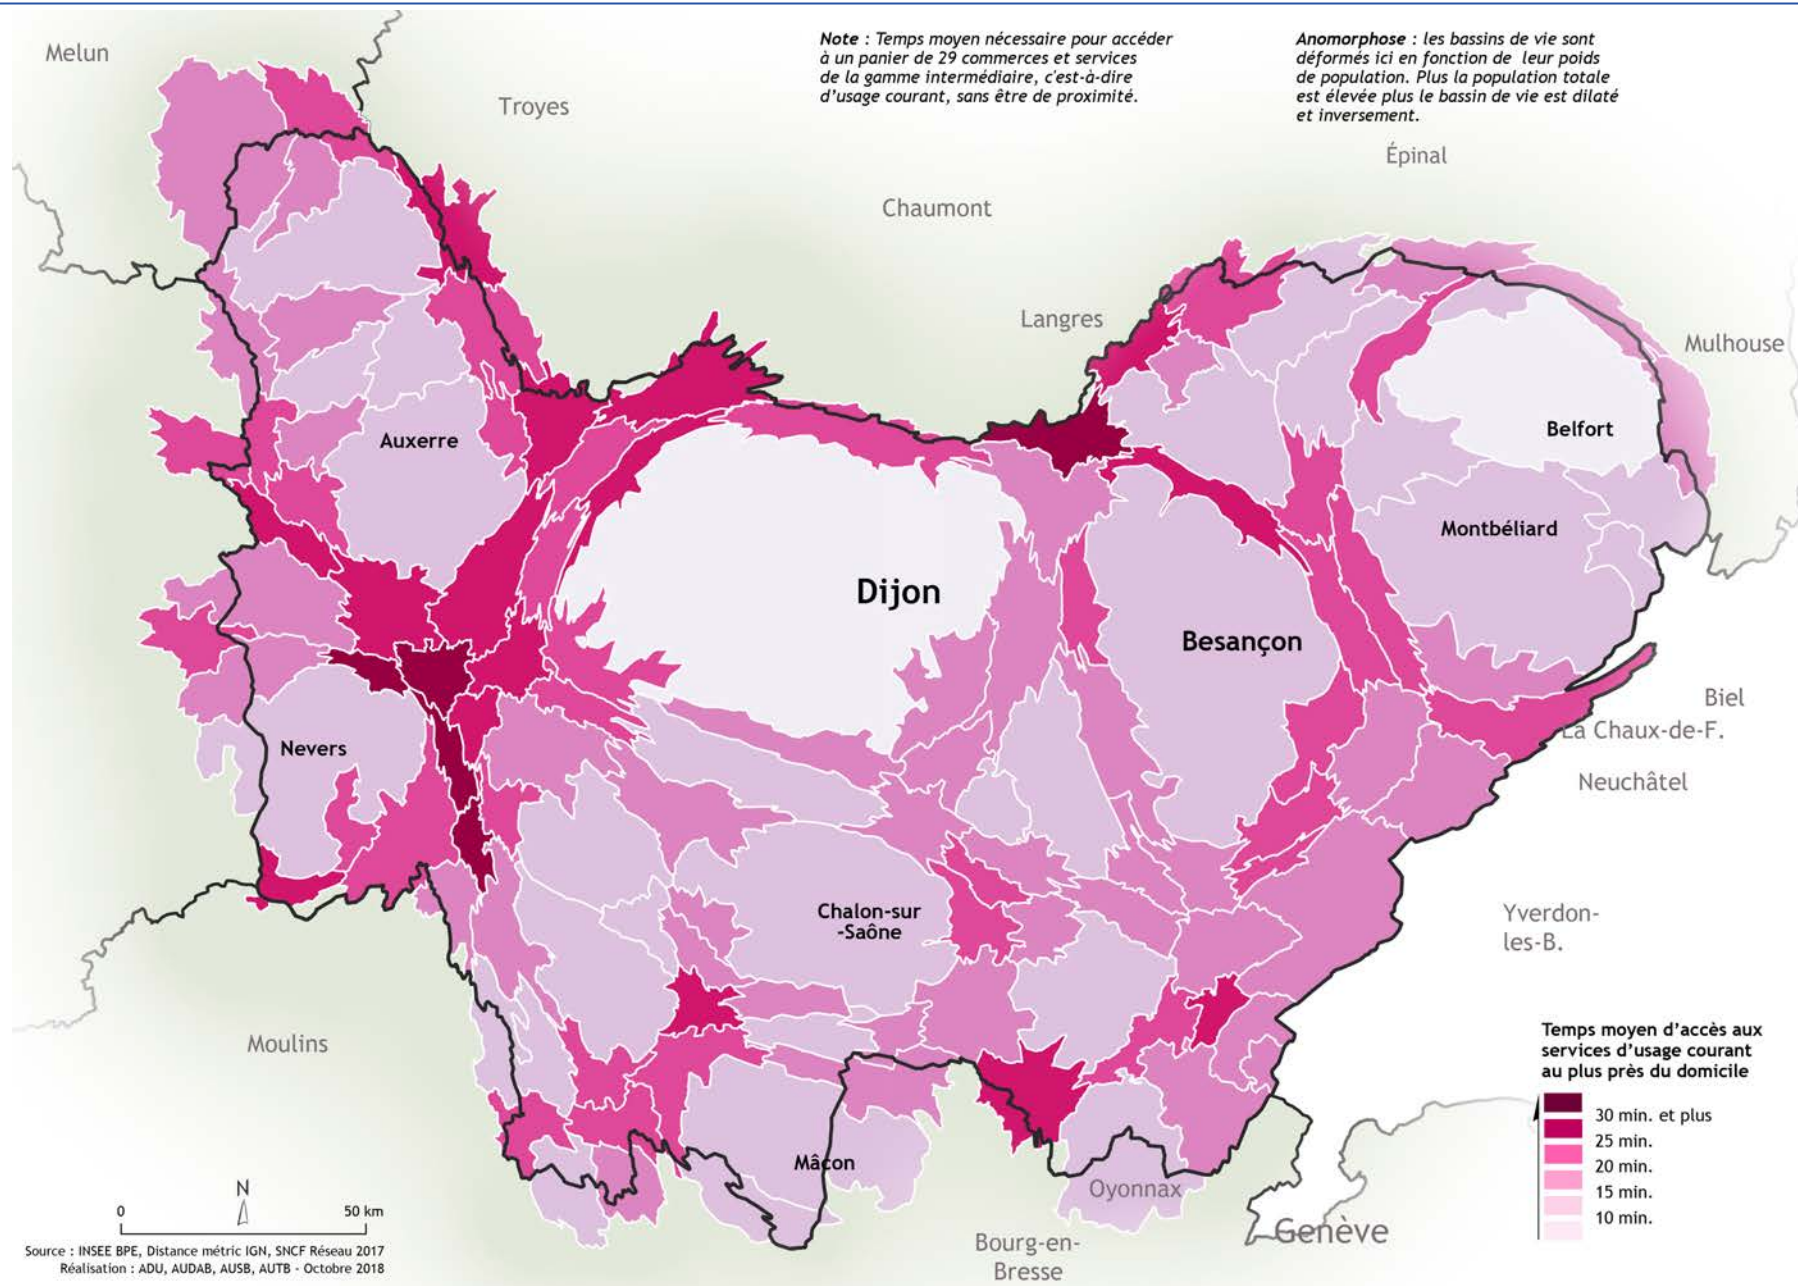 Note : Temps moyen nécessaire pour accéder
à un panier de 29 commerces et services
de la gamme intermédiaire, c'est-à-dire
d'usage courant, sans être de proximité.
Anomorphose : les bassins de vie sont
déformés ici en fonction de leur poids
de population. Plus la population totale
est élevée plus le bassin de vie est dilaté
et inversement.
Melun
Troyes
Épinal
Chaumont
Langres
Mulhouse
Auxerre
Belfort
Montbéliard
Dijon
Besançon
Biel
La Chaux-de-F.
Nevers
Neuchâtel
Chalon-sur
-Saône
Yverdon-
les-B.
Moulins
Mâcon
Oyonnax
Genève
Bourg-en-
Bresse
Temps moyen d'accès aux
services d'usage courant
au plus près du domicile
30 min. et plus
25 min.
20 min.
15 min.
10 min.
N
0 50 km
Source : INSEE BPE, Distance métric IGN, SNCF Réseau 2017
Réalisation : ADU, AUDAB, AUSB, AUTB - Octobre 2018